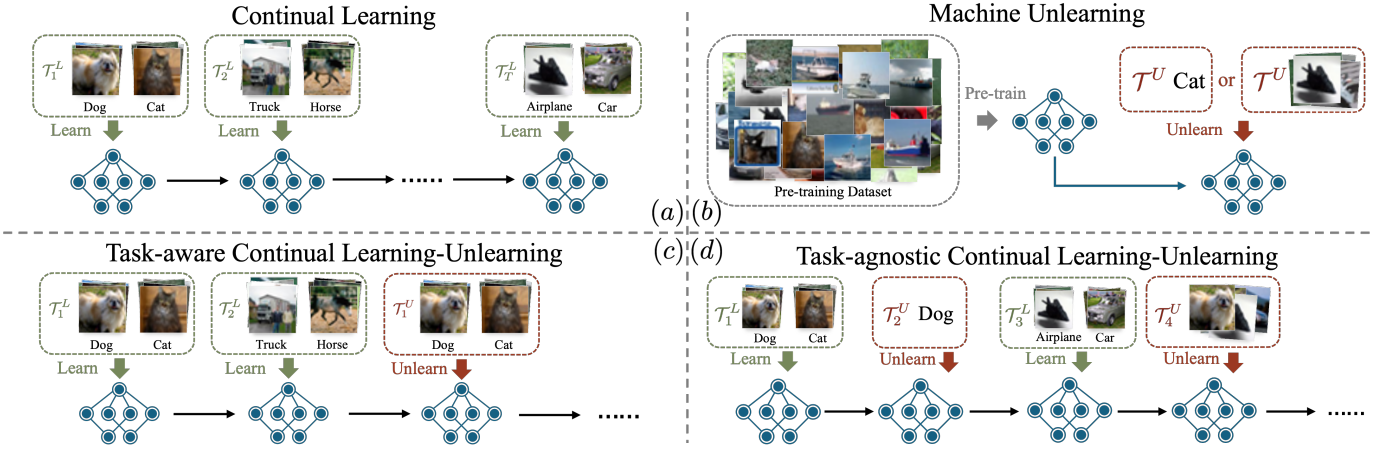 Continual Learning
𝒯₁ᴸ Dog Cat
𝒯₂ᴸ Truck Horse
𝒯_Tᴸ Airplane Car
Learn
Learn
Learn
......
(a)
Machine Unlearning
Pre-training Dataset
Pre-train
𝒯ᵁ Cat or 𝒯ᵁ
Unlearn
(b)
Task-aware Continual Learning-Unlearning
(c)
𝒯₁ᴸ Dog Cat
𝒯₂ᴸ Truck Horse
𝒯₁ᵁ Dog Cat
Learn
Learn
Unlearn
......
(d)
Task-agnostic Continual Learning-Unlearning
𝒯₁ᴸ Dog Cat
𝒯₂ᵁ Dog
𝒯₃ᴸ Airplane Car
𝒯₄ᵁ
Learn
Unlearn
Learn
Unlearn
......